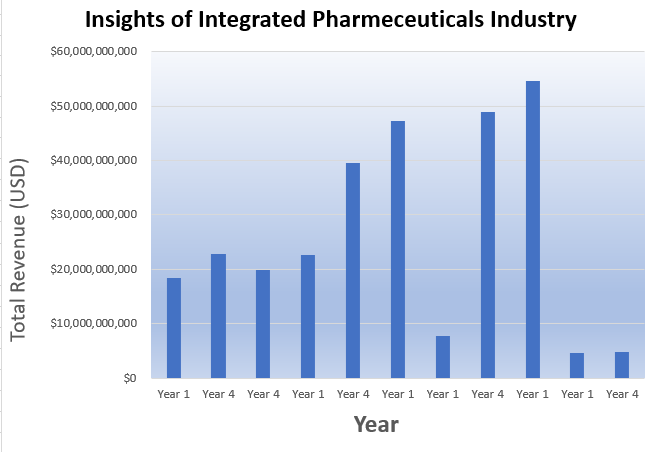 Insights of Integrated Pharmeceuticals Industry
$60,000,000,000
$50,000,000,000
$40,000,000,000
$30,000,000,000
$20,000,000,000
$10,000,000,000
$0
Total Revenue (USD)
Year 1 Year 4 Year 4 Year 1 Year 4 Year 1 Year 1 Year 4 Year 1 Year 1 Year 4
Year